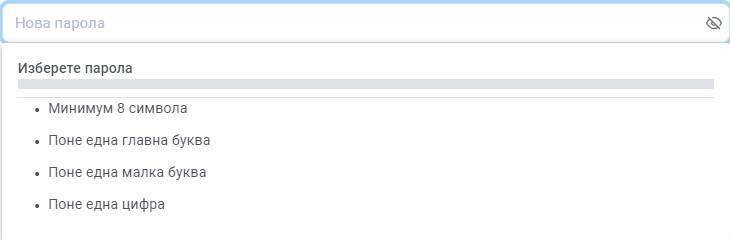 Нова парола
Изберете парола
Минимум 8 символа
Поне една главна буква
Поне една малка буква
Поне една цифра